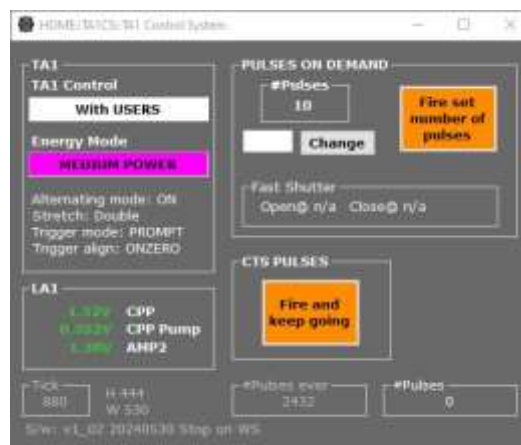 HOME/TA1CS: TA1 Control System
TA1
TA1 Control
With USERS
Energy Mode
MEDIUM POWER
Alternating mode: ON
Stretch: Double
Trigger mode: PROMPT
Trigger align: ONZERO
LA1
CPP
CPP Pump
AMP2
PULSES ON DEMAND
#Pulses
10
Change
Fire set
number of
pulses
Fast Shutter
Open@ n/a Close@ n/a
CTS PULSES
Fire and
keep going
Tick
880
H 444
W 530
#Pulses ever
2432
#Pulses
0
S/w: v1_02 20240530 Stop on WS